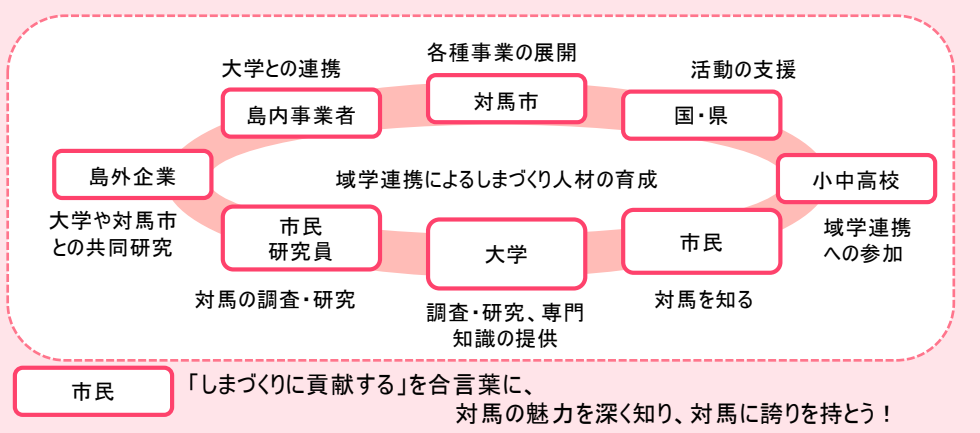 各種事業の展開
大学との連携
活動の支援
対馬市
島内事業者
国・県
島外企業
域学連携によるしまづくり人材の育成
小中高校
大学や対馬市
との共同研究
市民
研究員
大学
市民
域学連携
への参加
対馬の調査・研究
調査・研究、専門
知識の提供
対馬を知る
市民
「しまづくりに貢献する」を合言葉に、
対馬の魅力を深く知り、対馬に誇りを持とう！